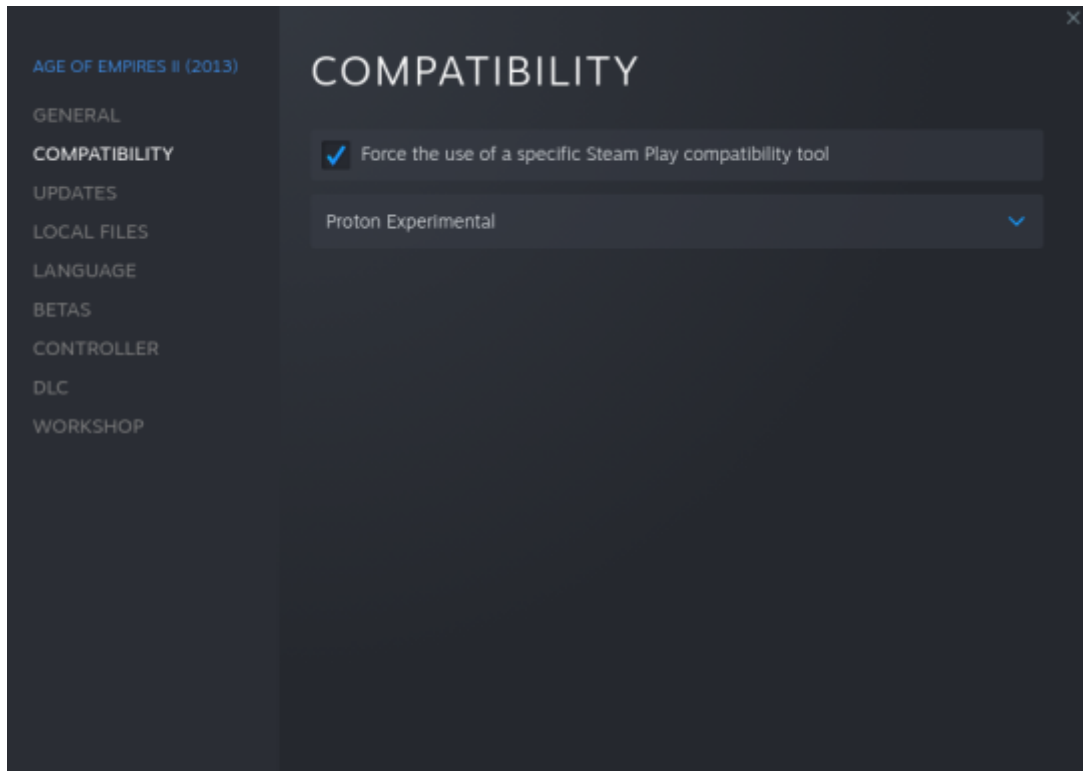 AGE OF EMPIRES II (2013)
GENERAL
COMPATIBILITY
UPDATES
LOCAL FILES
LANGUAGE
BETAS
CONTROLLER
DLC
WORKSHOP
COMPATIBILITY
Force the use of a specific Steam Play compatibility tool
Proton Experimental